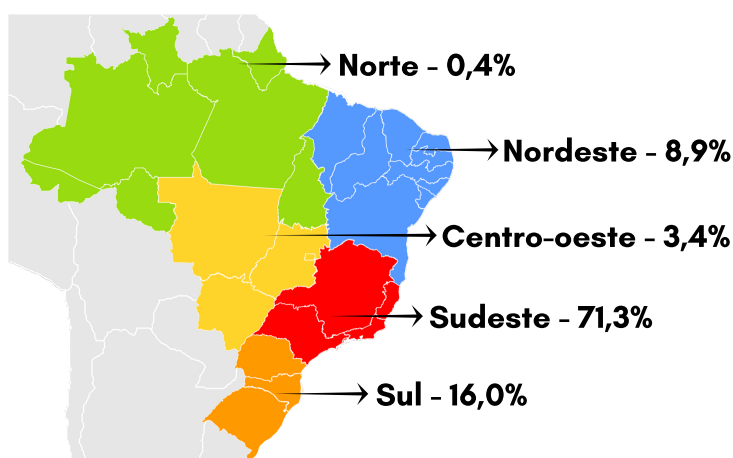 Norte - 0,4%
Nordeste - 8,9%
Centro-oeste - 3,4%
Sudeste - 71,3%
Sul - 16,0%